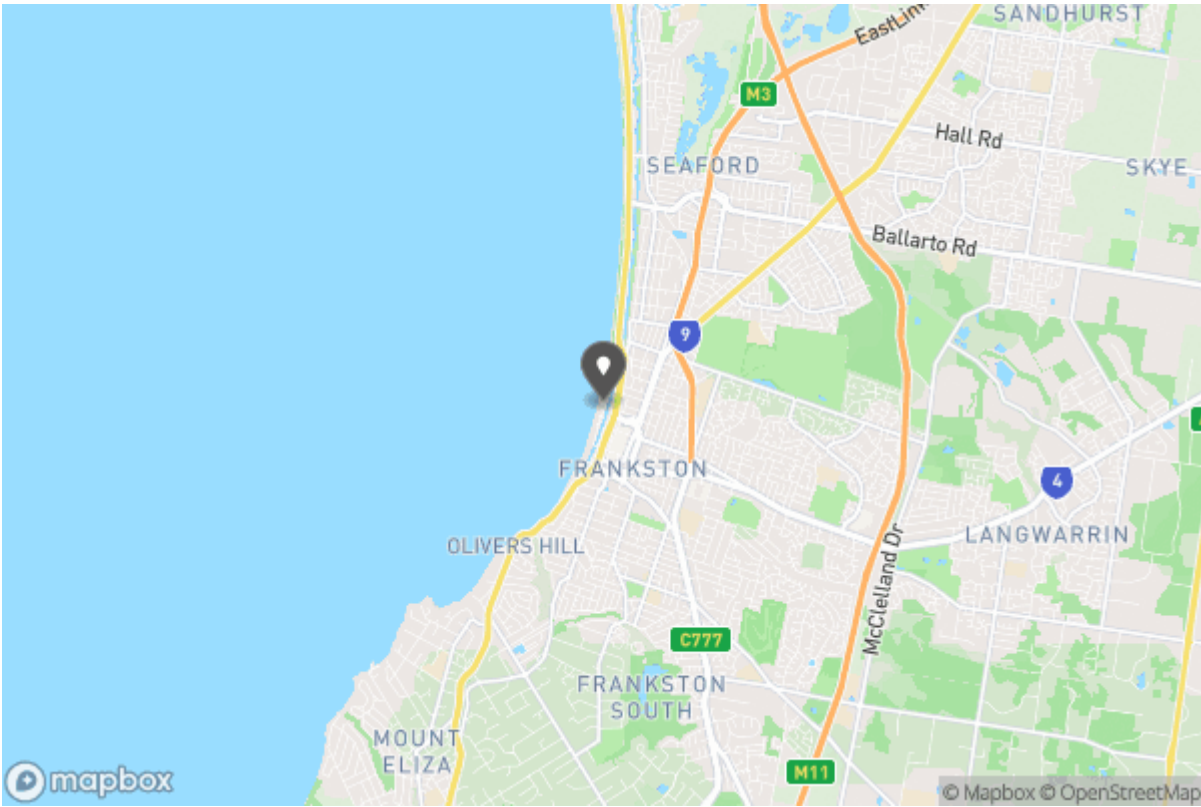 SANDHURST
EastLin
M3
Hall Rd
SEAFORD
SKYE
Ballarto Rd
9
FRANKSTON
4
LANGWARRIN
OLIVERS HILL
McClelland Dr
C777
FRANKSTON
SOUTH
MOUNT
ELIZA
M11
mapbox
© Mapbox © OpenStreetMap